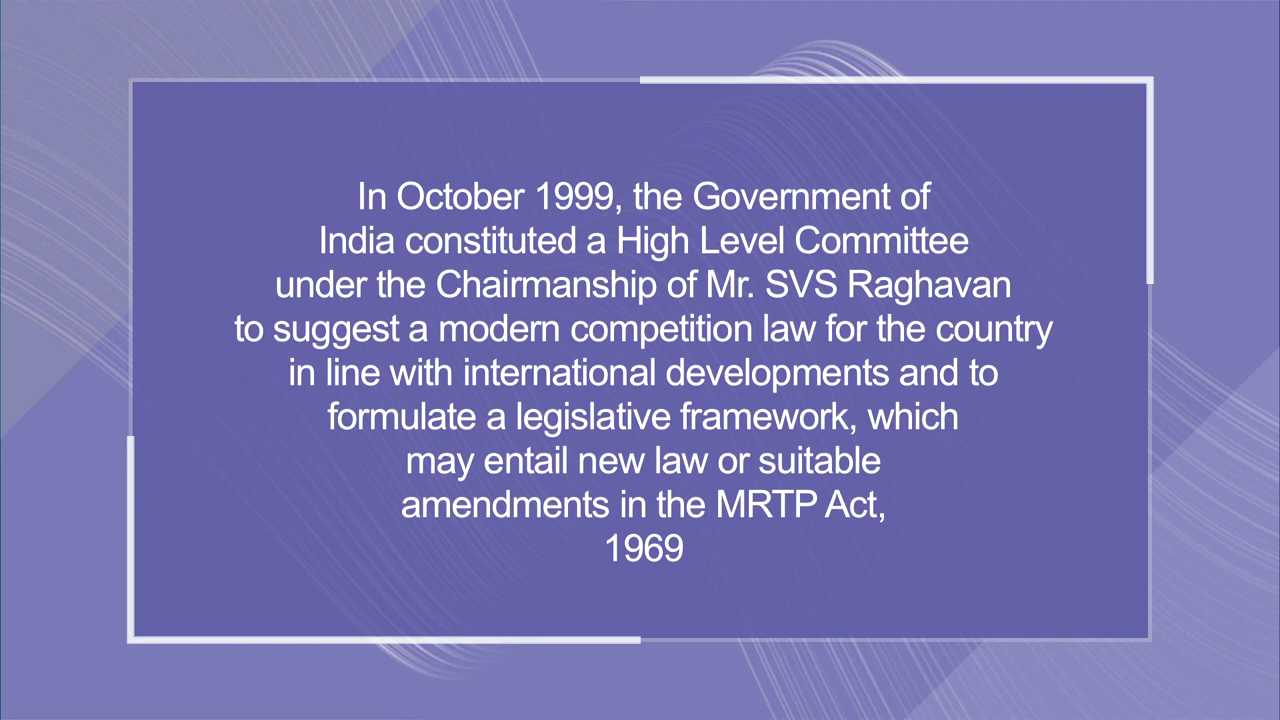 In October 1999, the Government of
India constituted a High Level Committee
under the Chairmanship of Mr. SVS Raghavan
to suggest a modern competition law for the country
in line with international developments and to
formulate a legislative framework, which
may entail new law or suitable
amendments in the MRTP Act,
1969